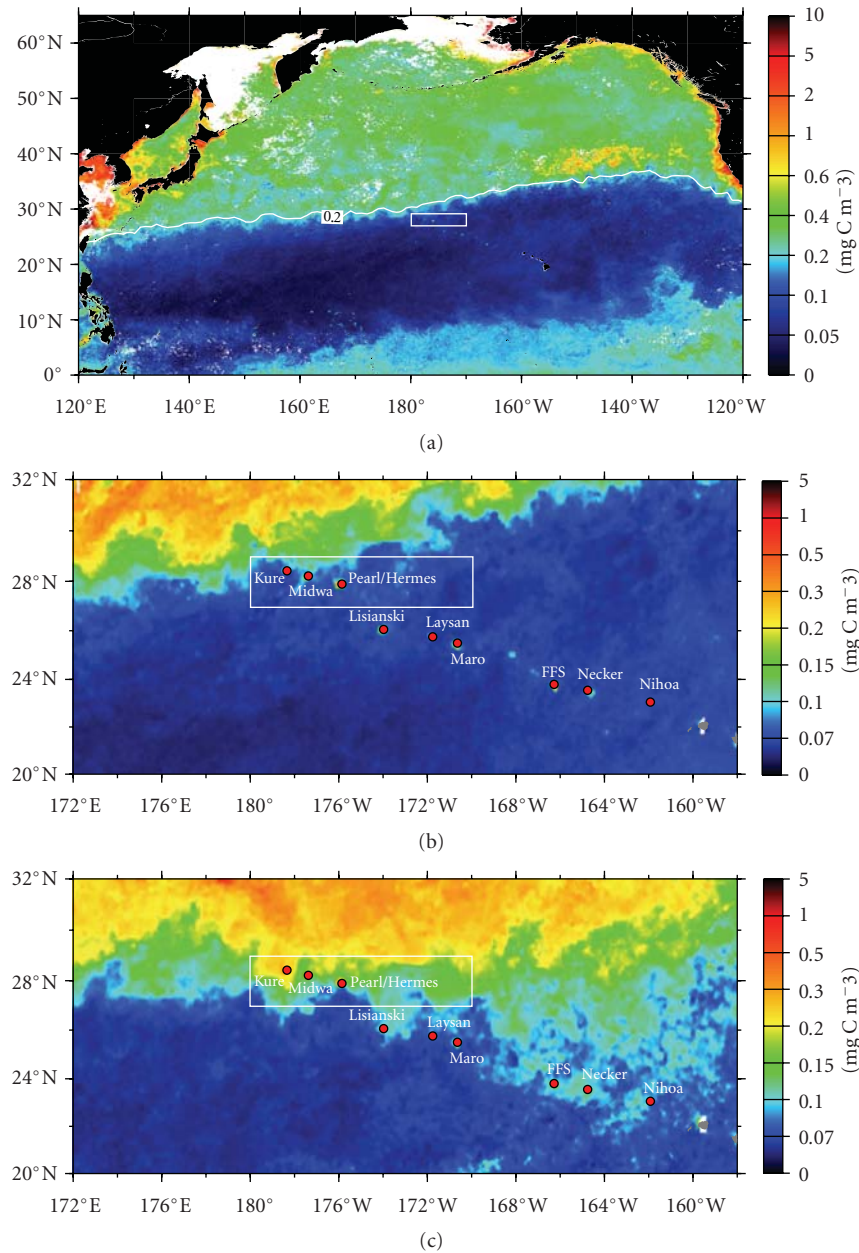 60°N
50°N
40°N
30°N
20°N
10°N
0°
0.2
120°E 140°E 160°E 180° 160°W 140°W 120°W
10
5
2
1
0.6
0.4
0.2
0.1
0.05
0
(mg C m−3)
(a)
32°N
28°N
24°N
20°N
Kure
Midwa
Pearl/Hermes
Lisianski
Laysan
Maro
FFS
Necker
Nihoa
172°E 176°E 180° 176°W 172°W 168°W 164°W 160°W
5
1
0.5
0.3
0.2
0.15
0.1
0.07
0
(mg C m−3)
(b)
32°N
28°N
24°N
20°N
Kure
Midwa
Pearl/Hermes
Lisianski
Laysan
Maro
FFS
Necker
Nihoa
172°E 176°E 180° 176°W 172°W 168°W 164°W 160°W
5
1
0.5
0.3
0.2
0.15
0.1
0.07
0
(mg C m−3)
(c)